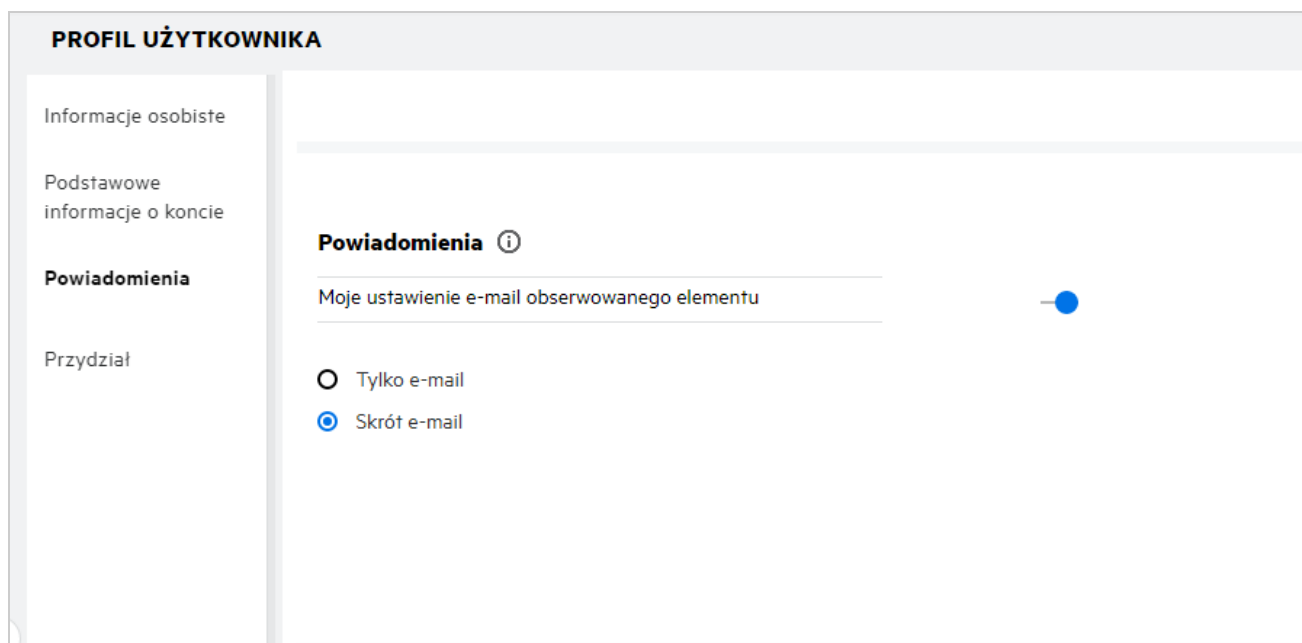 PROFIL UŻYTKOWNIKA
Informacje osobiste
Podstawowe
informacje o koncie
Powiadomienia
Przydział
Powiadomienia
Moje ustawienie e-mail obserwowanego elementu
Tylko e-mail
Skrót e-mail